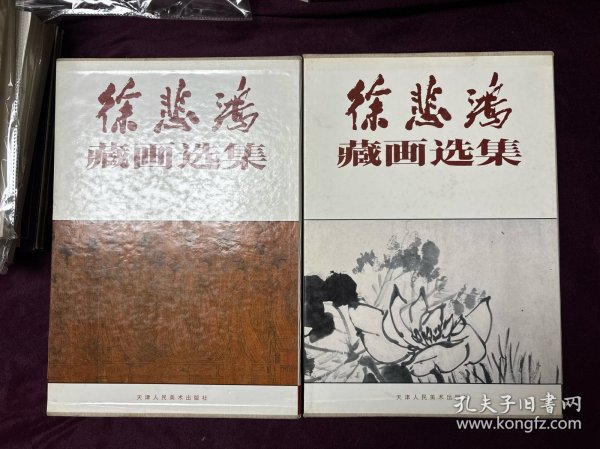 徐悲鸿
藏画选集
天津人民美术出版社
徐悲鸿
藏画选集
天津人民美术出版
孔夫子旧书网
www.kongfz.com